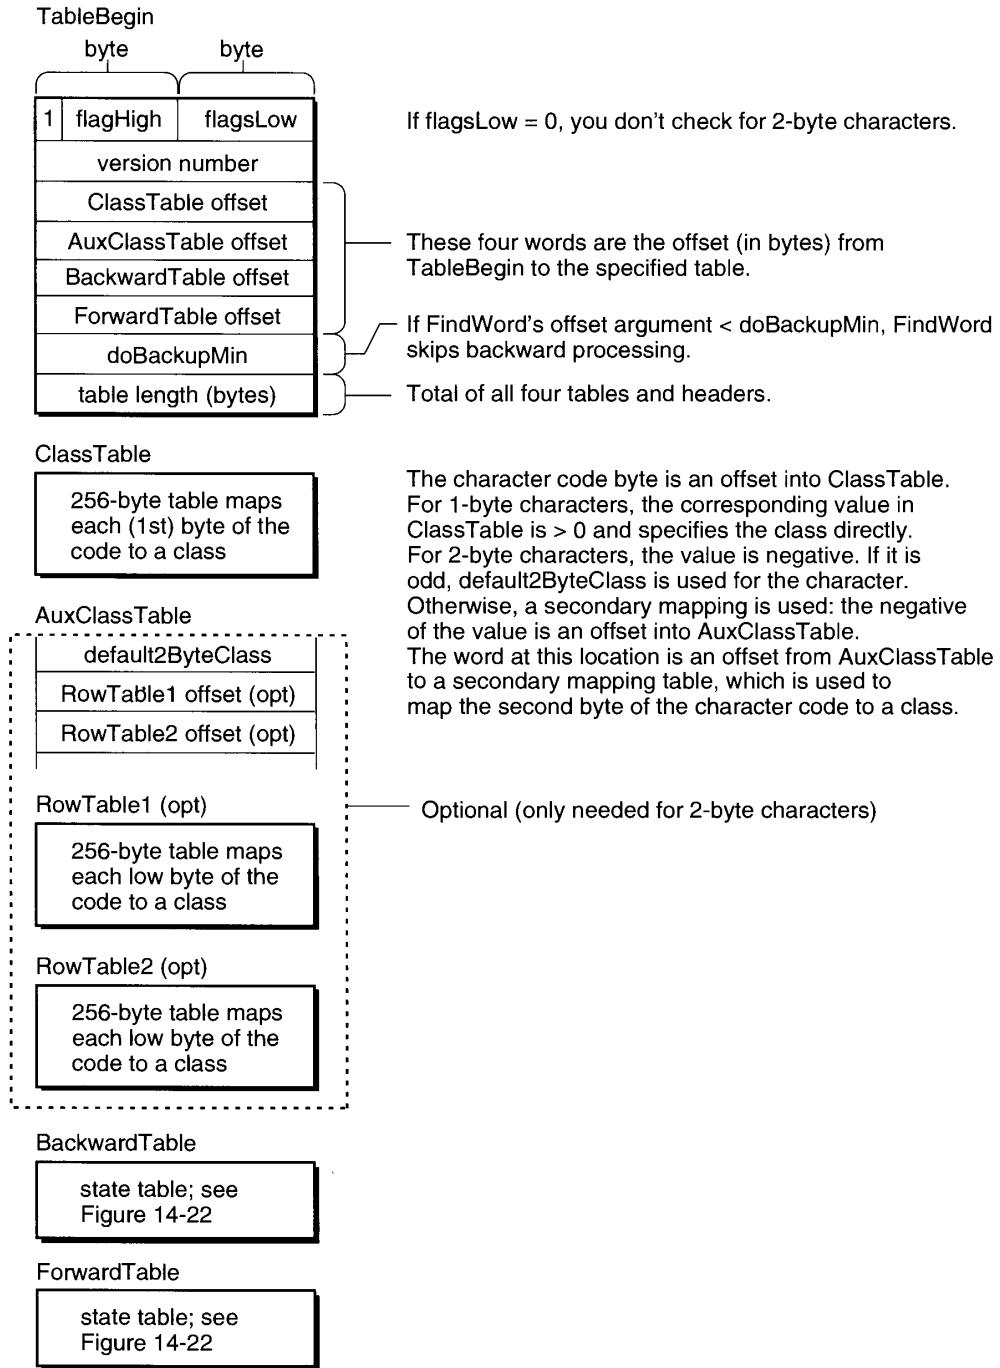 TableBegin
byte byte
1 flagHigh flagsLow
If flagsLow = 0, you don't check for 2-byte characters.
version number
ClassTable offset
AuxClassTable offset
BackwardTable offset
ForwardTable offset
These four words are the offset (in bytes) from
TableBegin to the specified table.
doBackupMin
If FindWord's offset argument < doBackupMin, FindWord
skips backward processing.
table length (bytes)
Total of all four tables and headers.
ClassTable
256-byte table maps
each (1st) byte of the
code to a class
The character code byte is an offset into ClassTable.
For 1-byte characters, the corresponding value in
ClassTable is > 0 and specifies the class directly.
For 2-byte characters, the value is negative. If it is
odd, default2ByteClass is used for the character.
Otherwise, a secondary mapping is used: the negative
of the value is an offset into AuxClassTable.
The word at this location is an offset from AuxClassTable
to a secondary mapping table, which is used to
map the second byte of the character code to a class.
AuxClassTable
default2ByteClass
RowTable1 offset (opt)
RowTable2 offset (opt)
RowTable1 (opt)
Optional (only needed for 2-byte characters)
256-byte table maps
each low byte of the
code to a class
RowTable2 (opt)
256-byte table maps
each low byte of the
code to a class
BackwardTable
state table; see
Figure 14-22
ForwardTable
state table; see
Figure 14-22